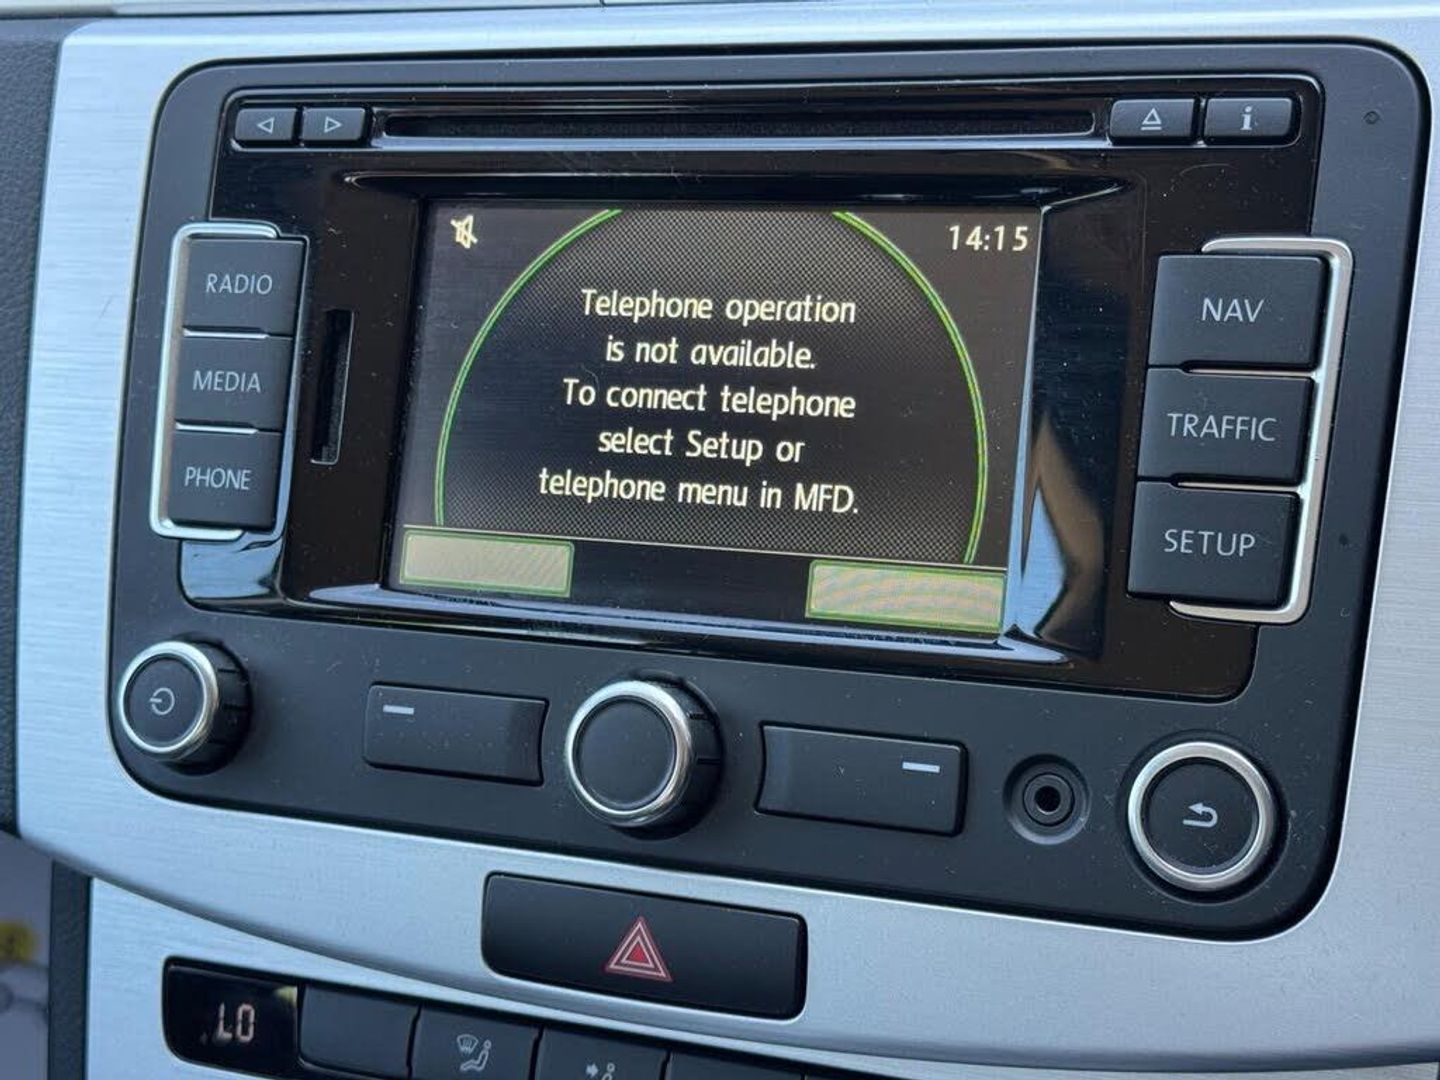 14:15
RADIO
MEDIA
PHONE
Telephone operation
is not available.
To connect telephone
select Setup or
telephone menu in MFD.
NAV
TRAFFIC
SETUP
LO